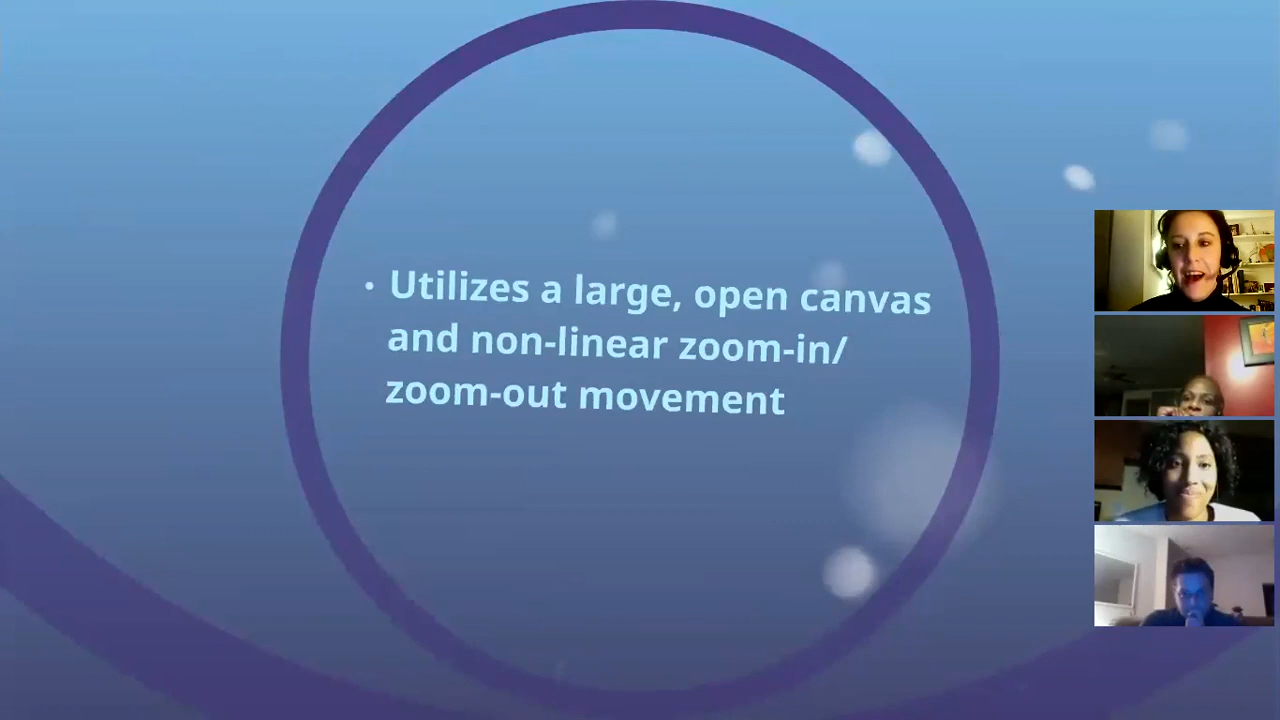 • Utilizes a large, open canvas
and non-linear zoom-in/
zoom-out movement